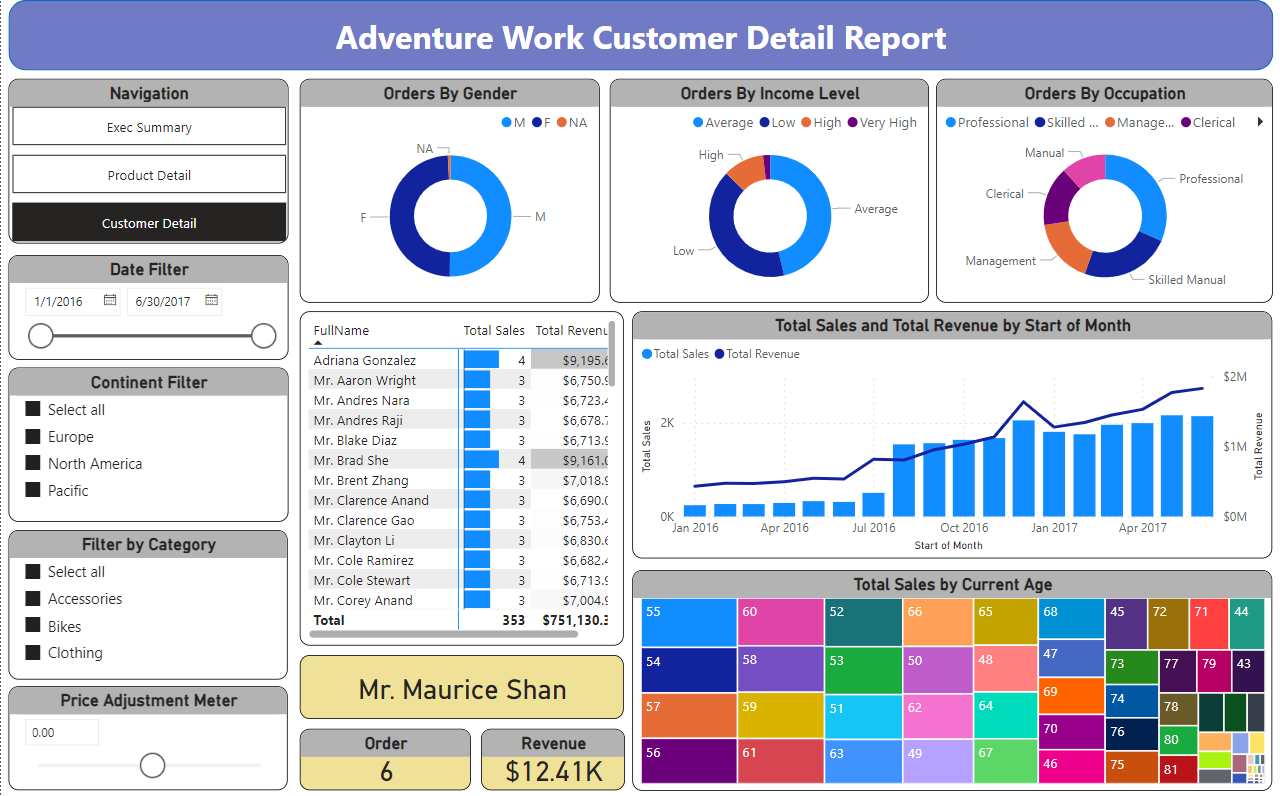 Adventure Work Customer Detail Report
Navigation
Exec Summary
Product Detail
Customer Detail
Date Filter
1/1/2016
6/30/2017
Continent Filter
Select all
Europe
North America
Pacific
Filter by Category
Select all
Accessories
Bikes
Clothing
Price Adjustment Meter
0.00
Orders By Gender
M F NA
NA
F
M
Orders By Income Level
Average Low High Very High
High
Average
Low
Orders By Occupation
Professional Skilled ... Manage... Clerical
Manual
Professional
Clerical
Management
Skilled Manual
FullName Total Sales Total Revenu
Adriana Gonzalez 4 $9,195.6
Mr. Aaron Wright 3 $6,750.9
Mr. Andres Nara 3 $6,723.4
Mr. Andres Raji 3 $6,678.7
Mr. Blake Diaz 3 $6,713.9
Mr. Brad She 4 $9,161.0
Mr. Brent Zhang 3 $7,018.9
Mr. Clarence Anand 3 $6,690.0
Mr. Clarence Gao 3 $6,753.4
Mr. Clayton Li 3 $6,830.6
Mr. Cole Ramirez 3 $6,682.4
Mr. Cole Stewart 3 $6,713.9
Mr. Corey Anand 3 $7,004.9
Total 353 $751,130.3
Mr. Maurice Shan
Order
6
Revenue
$12.41K
Total Sales and Total Revenue by Start of Month
Total Sales Total Revenue
$2M
2K
$1M
0K
$0M
Total Sales
Total Revenue
Jan 2016 Apr 2016 Jul 2016 Oct 2016 Jan 2017 Apr 2017
Start of Month
Total Sales by Current Age
55 60 52 66 65 68 45 72 71 44
54 58 53 50 48 47 73 77 79 43
57 59 51 62 64 69 74 78
56 61 63 49 67 70 76 80
46 75 81